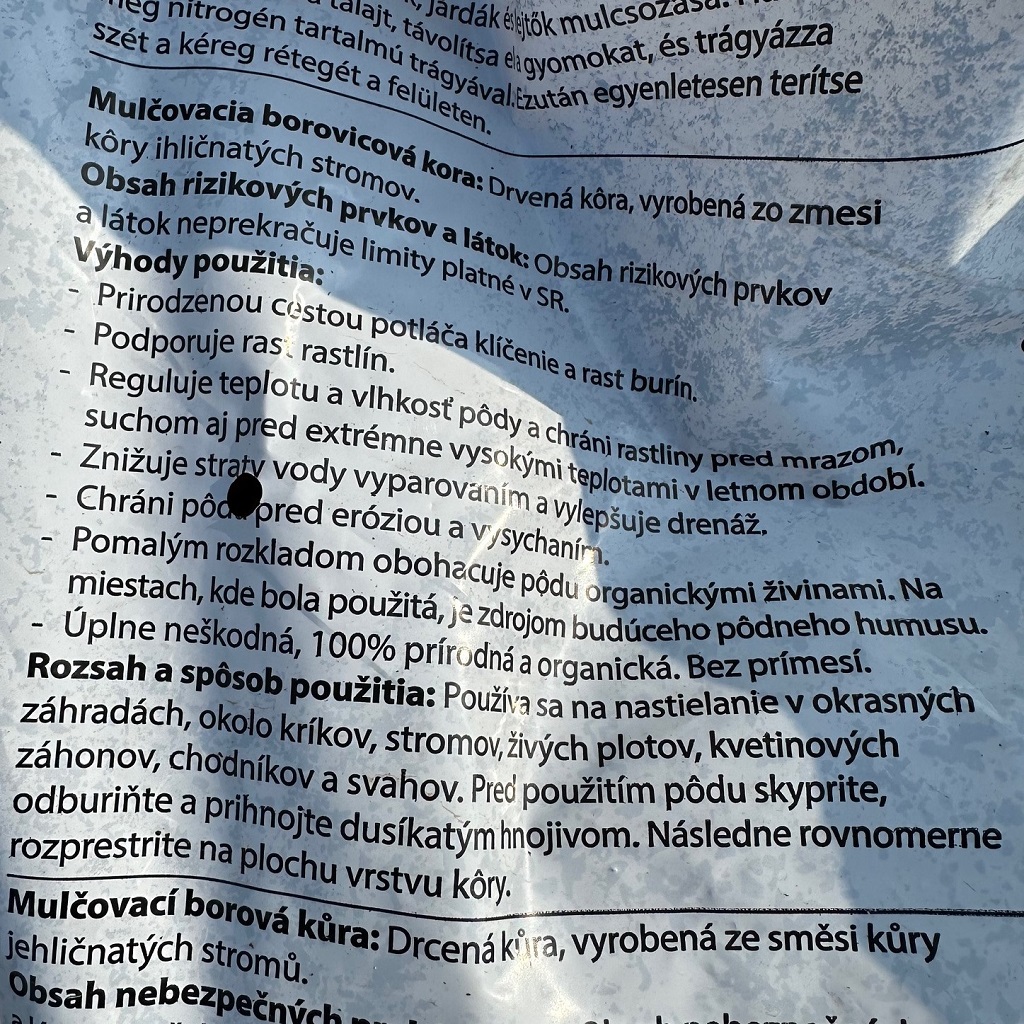 talajt, távolítsa járdák és lejtők mulcsozása.
meg nitrogén tartalmú trágyával. gyomokat, és trágyázza
szét a kéreg rétegét a felületen. Ezután egyenletesen terítse
Mulčovacia borovicová kora: Drvená kôra, vyrobená zo zmesi
kôry ihličnatých stromov.
Obsah rizikových prvkov a látok: Obsah rizikových prvkov
a látok neprekračuje limity platné v SR.
Výhody použitia:
- Prirodzenou cestou potláča klíčenie a rast burín.
- Podporuje rast rastlín.
- Reguluje teplotu a vlhkosť pôdy a chráni rastliny pred mrazom,
suchom aj pred extrémne vysokými teplotami v letnom období.
- Znižuje straty vody vyparovaním a vylepšuje drenáž.
- Chráni pôdu pred eróziou a vysychaním.
- Pomalým rozkladom obohacuje pôdu organickými živinami. Na
miestach, kde bola použitá, je zdrojom budúceho pôdneho humusu.
- Úplne neškodná, 100% prírodná a organická. Bez prímesí.
Rozsah a spôsob použitia: Používa sa na nastielanie v okrasných
záhradách, okolo kríkov, stromov, živých plotov, kvetinových
záhonov, chodníkov a svahov. Pred použitím pôdu skyprite,
odburiňte a prihnojte dusíkatým hnojivom. Následne rovnomerne
rozprestrite na plochu vrstvu kôry.
Mulčovací borová kůra: Drcená kůra, vyrobená ze směsi kůry
jehličnatých stromů.
Obsah nebezpečných